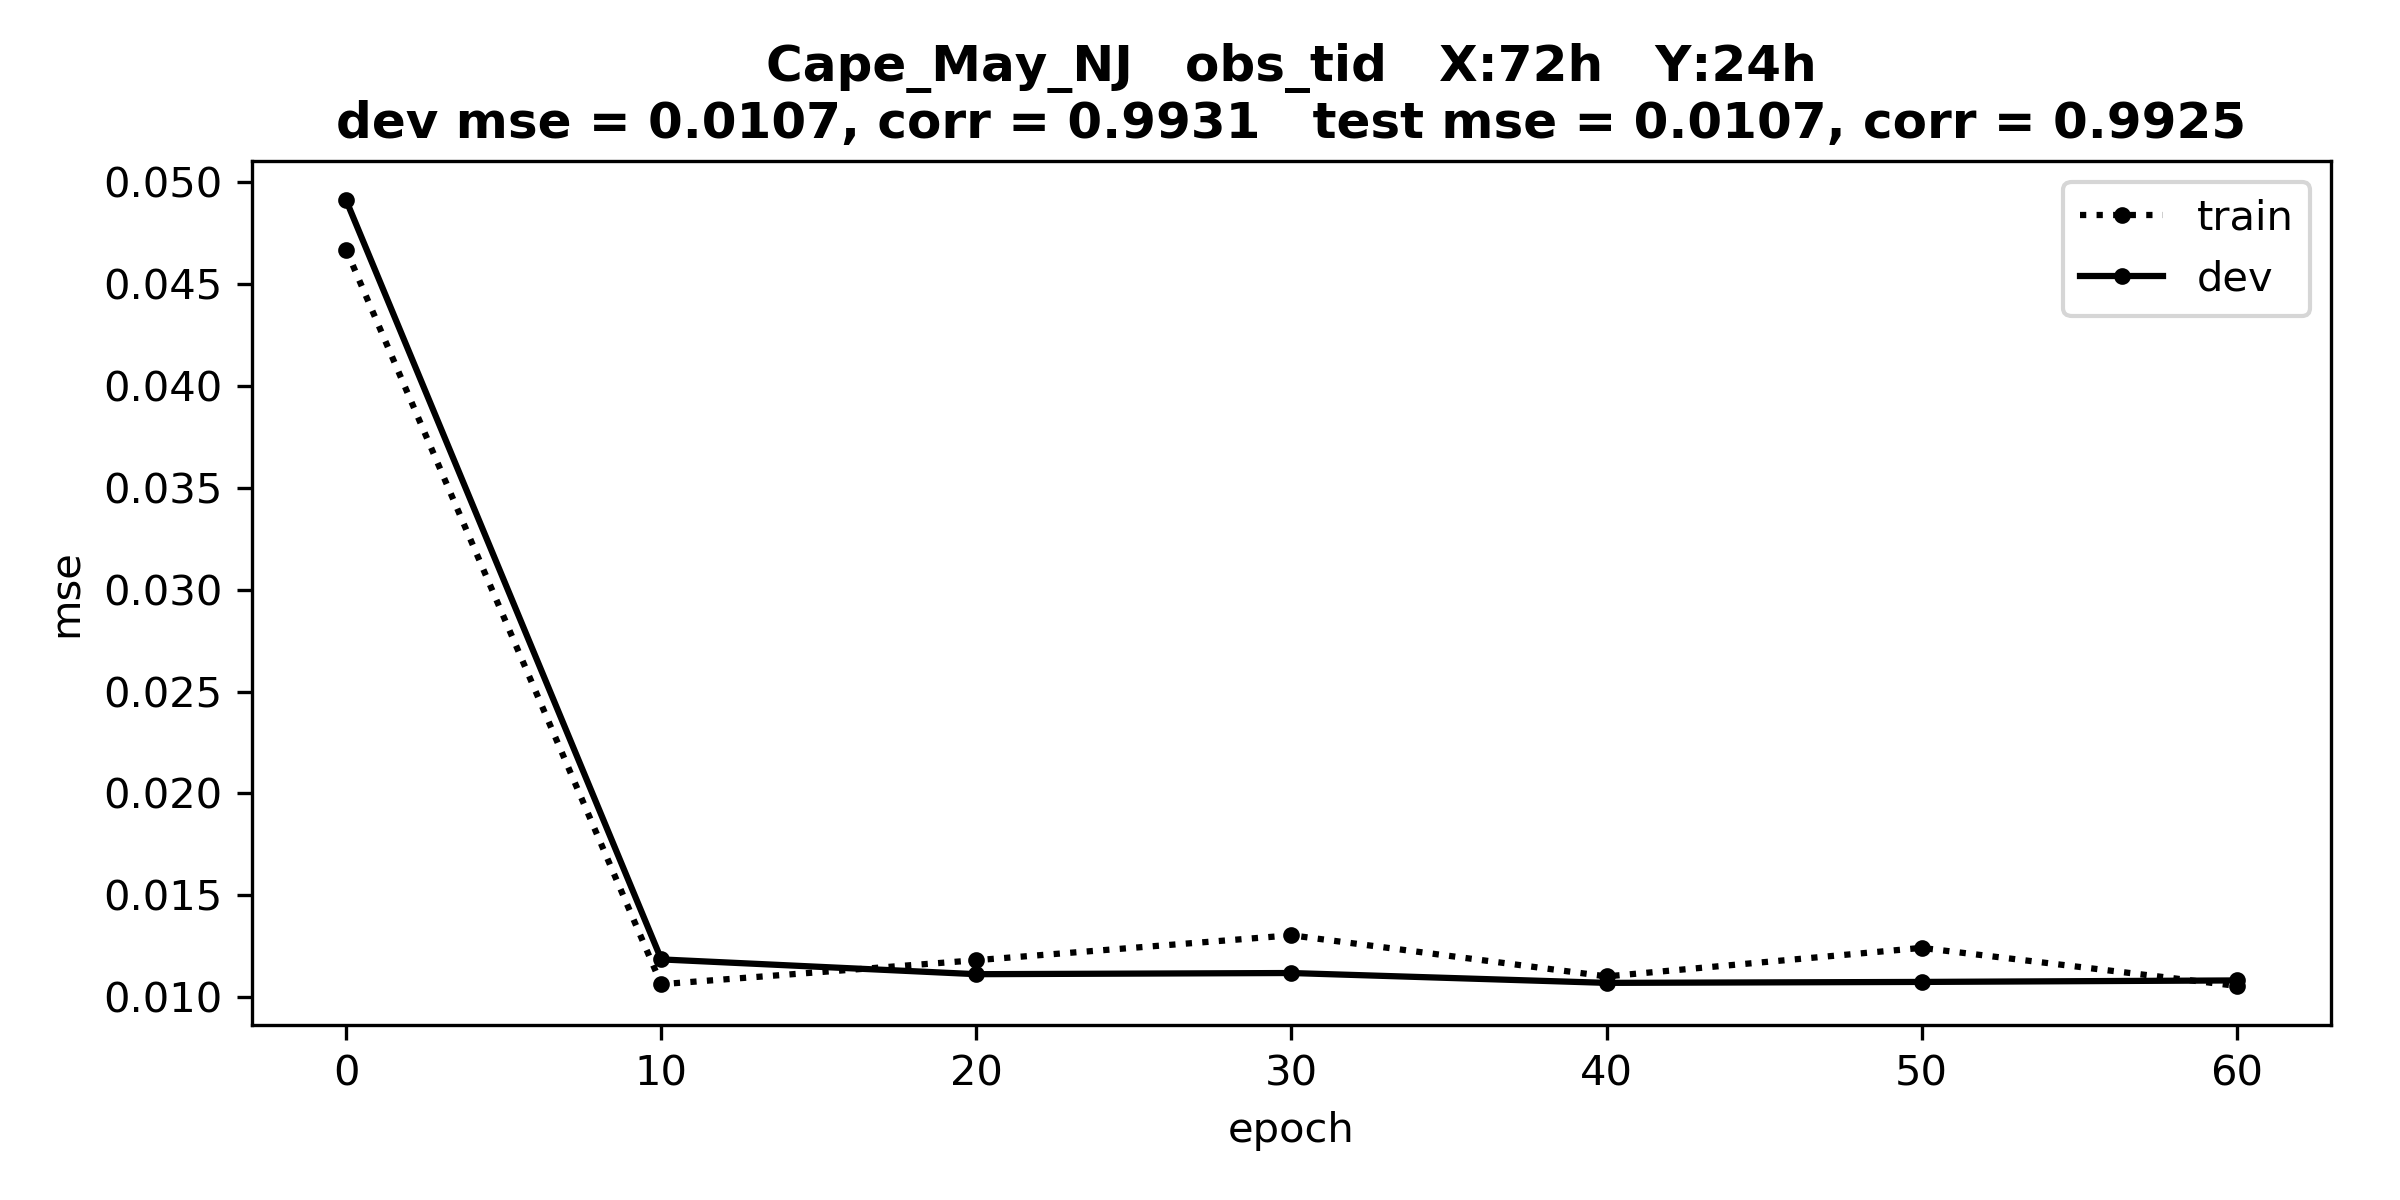 Cape_May_NJ   obs_tid   X:72h   Y:24h
dev mse = 0.0107, corr = 0.9931   test mse = 0.0107, corr = 0.9925
train
dev
mse
0.050
0.045
0.040
0.035
0.030
0.025
0.020
0.015
0.010
0 10 20 30 40 50 60
epoch